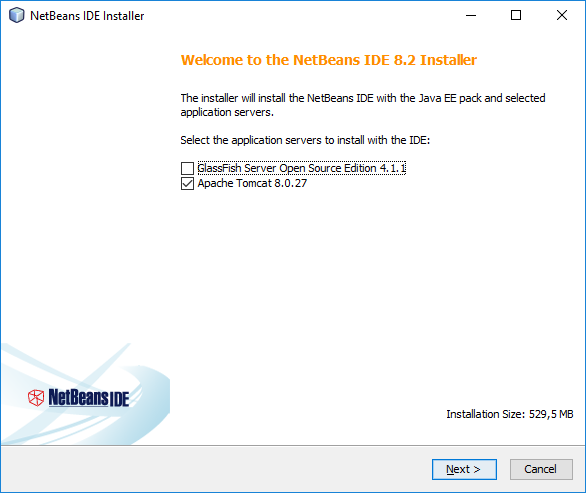 NetBeans IDE Installer
Welcome to the NetBeans IDE 8.2 Installer
The installer will install the NetBeans IDE with the Java EE pack and selected
application servers.
Select the application servers to install with the IDE:
GlassFish Server Open Source Edition 4.1.1
Apache Tomcat 8.0.27
NetBeans IDE
Installation Size: 529,5 MB
Next >
Cancel